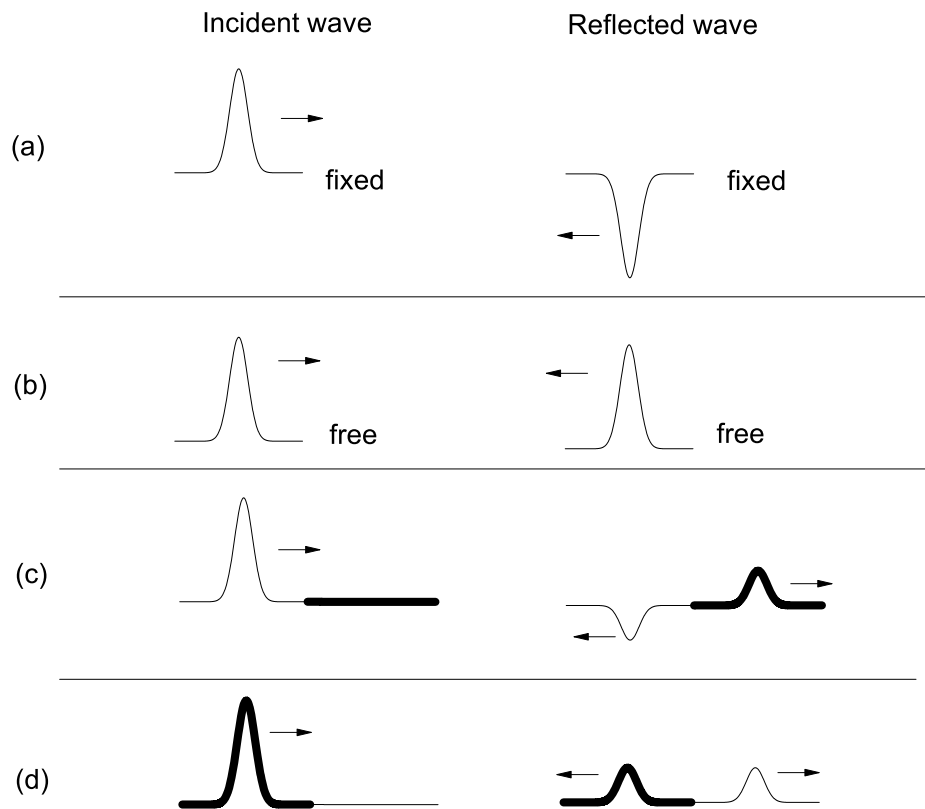 Incident wave
Reflected wave
(a)
fixed
fixed
(b)
free
free
(c)
(d)